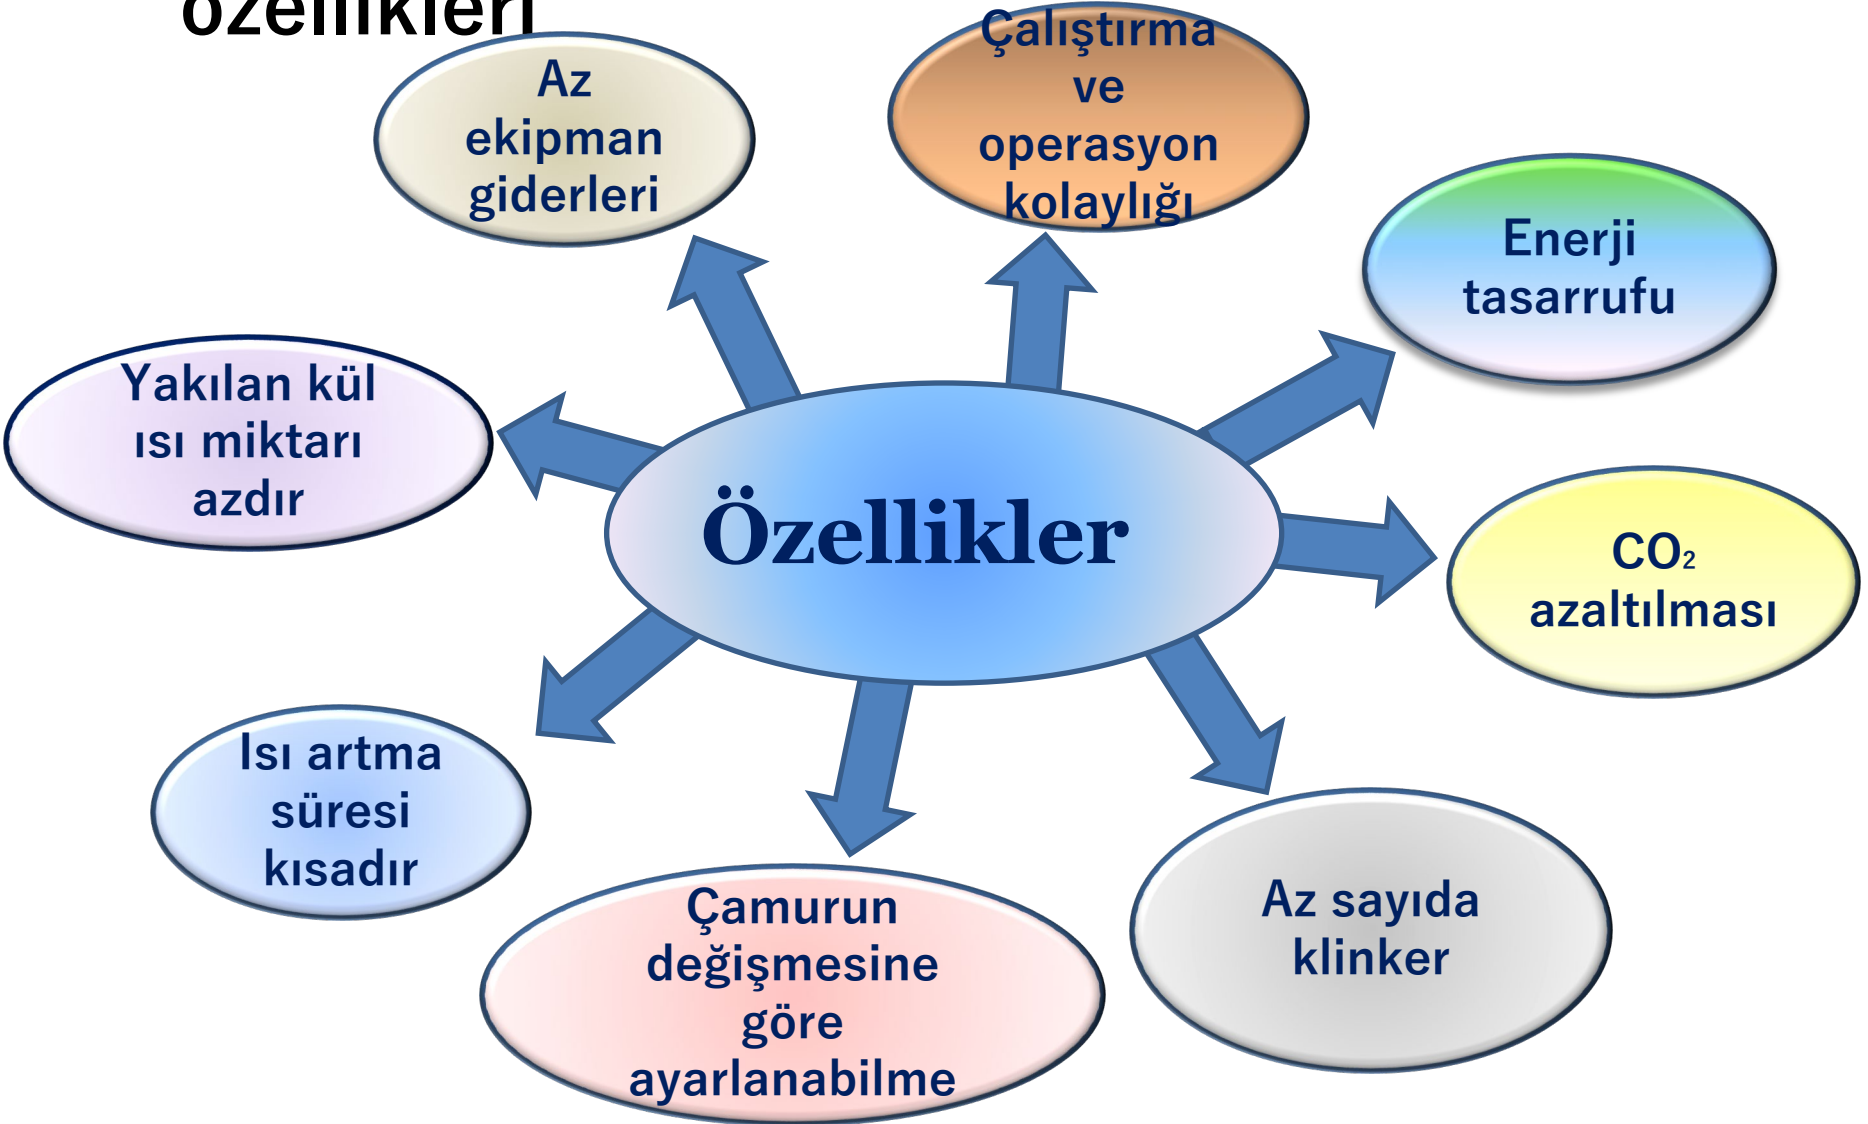 özellikleri
Az
ekipman
giderleri
Çalıştırma
ve
operasyon
kolaylığı
Enerji
tasarrufu
Yakılan kül
ısı miktarı
azdır
Özellikler
CO₂
azaltılması
Isı artma
süresi
kısadır
Çamurun
değişmesine
göre
ayarlanabilme
Az sayıda
klinker